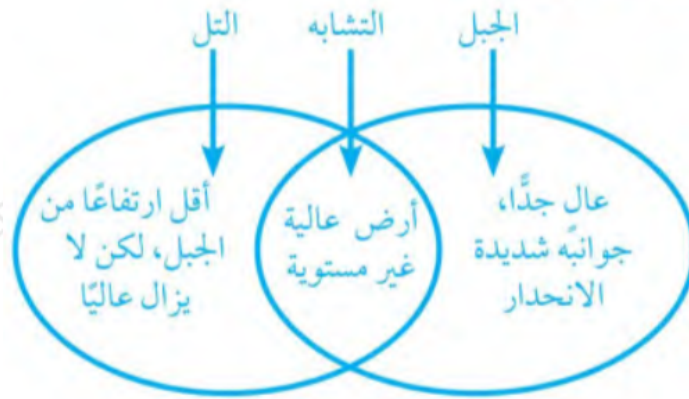 الجبل
التشابه
التل
عال جدًّا،
جوانبه شديدة
الانحدار
أرض عالية
غير مستوية
أقل ارتفاعًا من
الجبل، لكن لا
يزال عاليًا